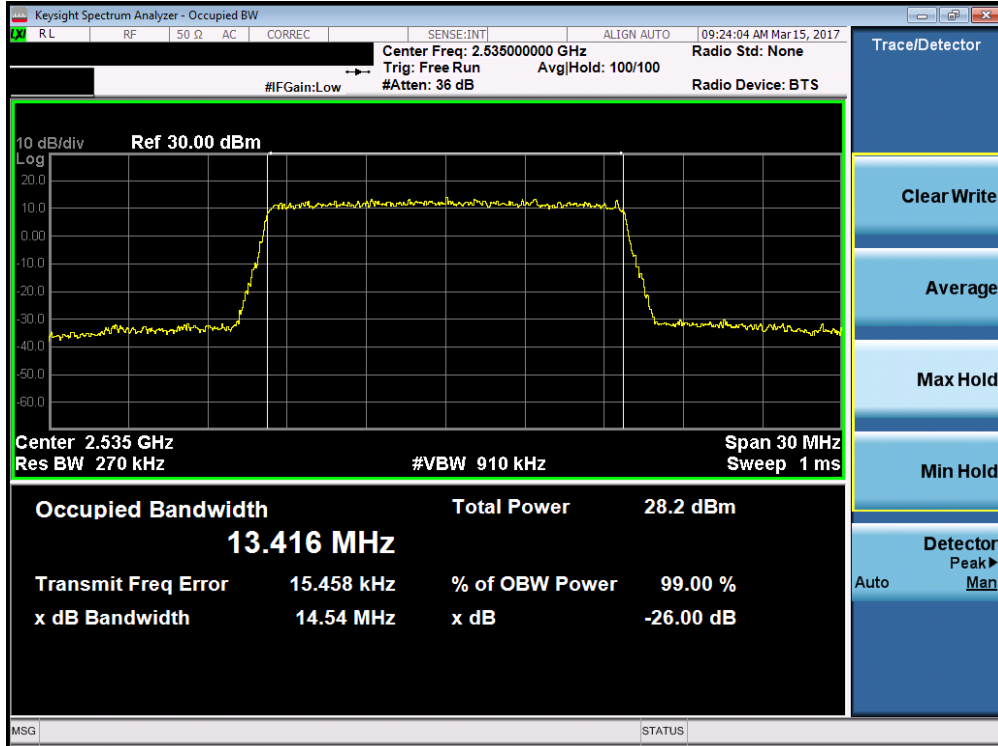 Keysight Spectrum Analyzer - Occupied BW
LXI RL RF 50 Ω AC CORREC SENSE:INT ALIGN AUTO 09:24:04 AM Mar 15, 2017
Center Freq: 2.535000000 GHz Radio Std: None
Trig: Free Run Avg|Hold: 100/100
#IFGain:Low #Atten: 36 dB Radio Device: BTS
10 dB/div Ref 30.00 dBm
Log
20.0
10.0
0.00
-10.0
-20.0
-30.0
-40.0
-50.0
-60.0
Center 2.535 GHz Span 30 MHz
Res BW 270 kHz #VBW 910 kHz Sweep 1 ms
Occupied Bandwidth Total Power 28.2 dBm
13.416 MHz
Transmit Freq Error 15.458 kHz % of OBW Power 99.00 %
x dB Bandwidth 14.54 MHz x dB -26.00 dB
MSG STATUS
Trace/Detector
Clear Write
Average
Max Hold
Min Hold
Detector
Peak▶
Auto Man